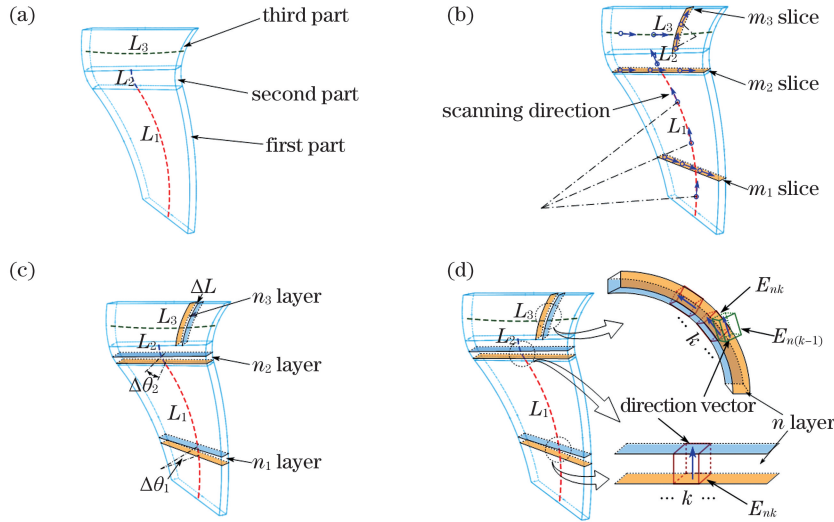 (a)
third part
L₃
L₂
second part
L₁
first part
(b)
L₃
m₃ slice
L₂
m₂ slice
scanning direction
L₁
m₁ slice
(c)
ΔL
n₃ layer
L₃
L₂
n₂ layer
Δθ₂
L₁
n₁ layer
Δθ₁
(d)
Eₙₖ
L₃
... k ...
Eₙ₍ₖ₋₁₎
L₂
direction vector
n layer
L₁
... k ...
Eₙₖ